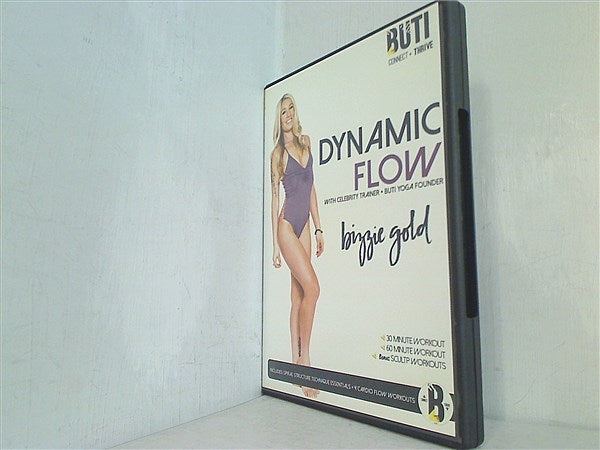 BUTI
CONNECT + THRIVE
DYNAMIC
FLOW
WITH CELEBRITY TRAINER + BUTI YOGA FOUNDER
bizzie gold
30 MINUTE WORKOUT
60 MINUTE WORKOUT
Bonus: SCULPT WORKOUTS
INCLUDES SPIRAL STRUCTURE TECHNIQUE ESSENTIALS + 4 CARDIO FLOW WORKOUTS
B